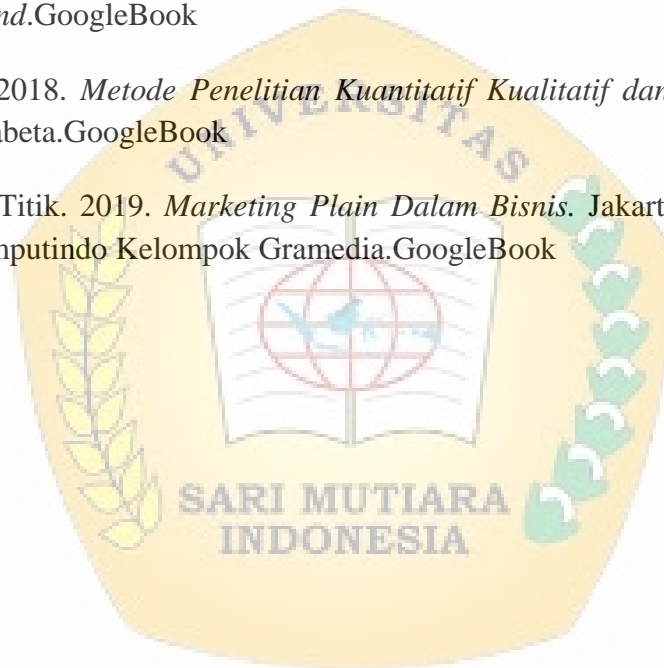 nd.GoogleBook
2018. Metode Penelitian Kuantitatif Kualitatif dan
abeta.GoogleBook
Titik. 2019. Marketing Plain Dalam Bisnis. Jakart
nputindo Kelompok Gramedia.GoogleBook
UNIVERSITAS
SARI MUTIARA
INDONESIA